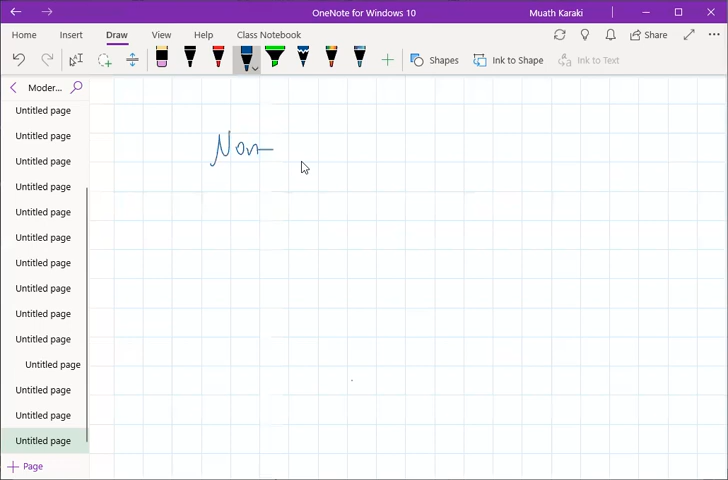 OneNote for Windows 10
Muath Karaki
Home Insert Draw View Help Class Notebook
Share
Shapes Ink to Shape Ink to Text
Moder...
Untitled page
Untitled page
Untitled page
Untitled page
Untitled page
Untitled page
Untitled page
Untitled page
Untitled page
Untitled page
Untitled page
Untitled page
Untitled page
Untitled page
Page
Non-